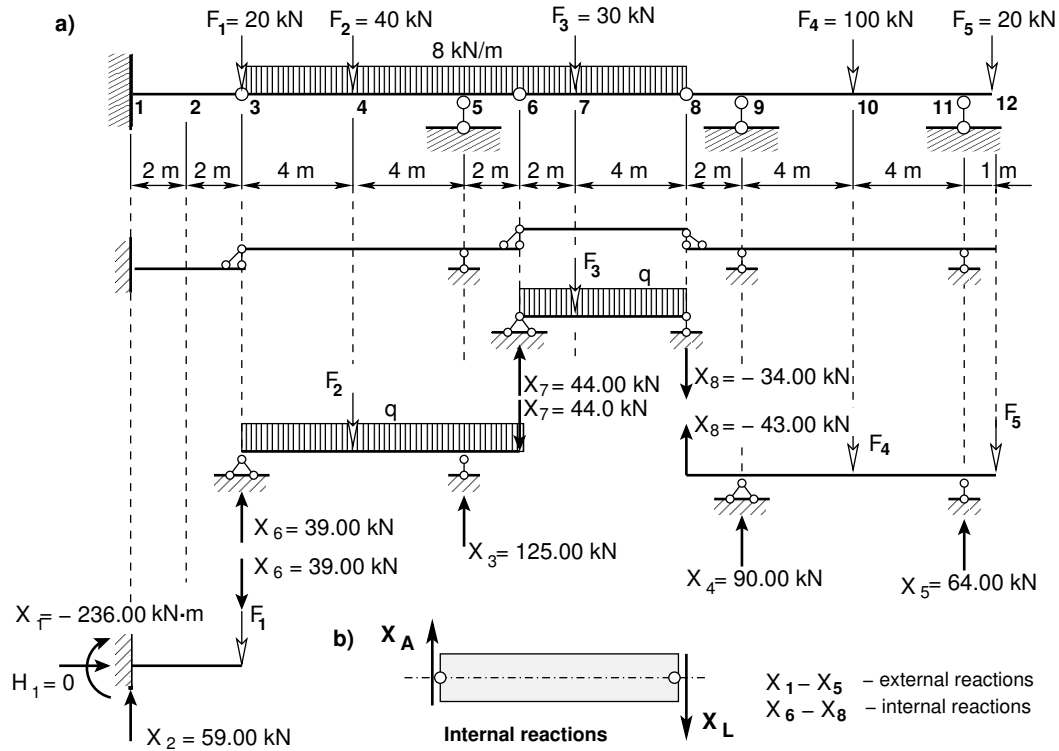 a)
F1= 20 kN F2= 40 kN F3= 30 kN F4= 100 kN F5= 20 kN
8 kN/m
1 2 3 4 5 6 7 8 9 10 11 12
2 m 2 m 4 m 4 m 2 m 2 m 4 m 2 m 4 m 4 m 1 m
F3 q
X7= 44.00 kN X8= − 34.00 kN
F2 q X7= 44.0 kN X8= − 43.00 kN
F4 F5
X6= 39.00 kN
X3= 125.00 kN
X6= 39.00 kN
X4= 90.00 kN X5= 64.00 kN
X1= − 236.00 kN·m F1
b) XA
H1= 0
X1 − X5 − external reactions
X6 − X8 − internal reactions
X2= 59.00 kN
Internal reactions XL